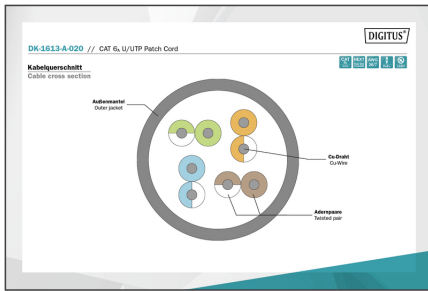 DIGITUS®
DK-1613-A-020 // CAT 6A U/UTP Patch Cord
Kabelquerschnitt
Cable cross section
Außenmantel
Outer jacket
Cu-Draht
Cu-Wire
Adernpaare
Twisted pair